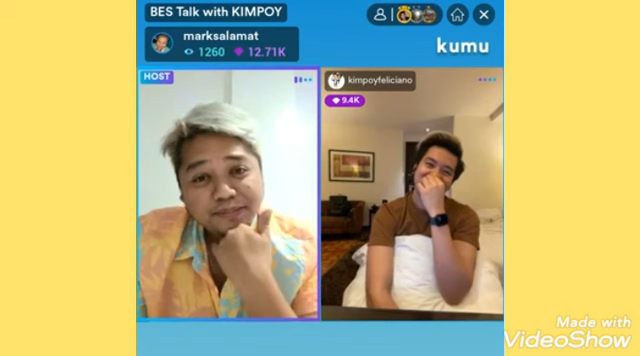 BES Talk with KIMPOY
marksalamat
1260 12.71K
kumu
HOST
kimpoyfeliciano
9.4K
Made with
VideoShow